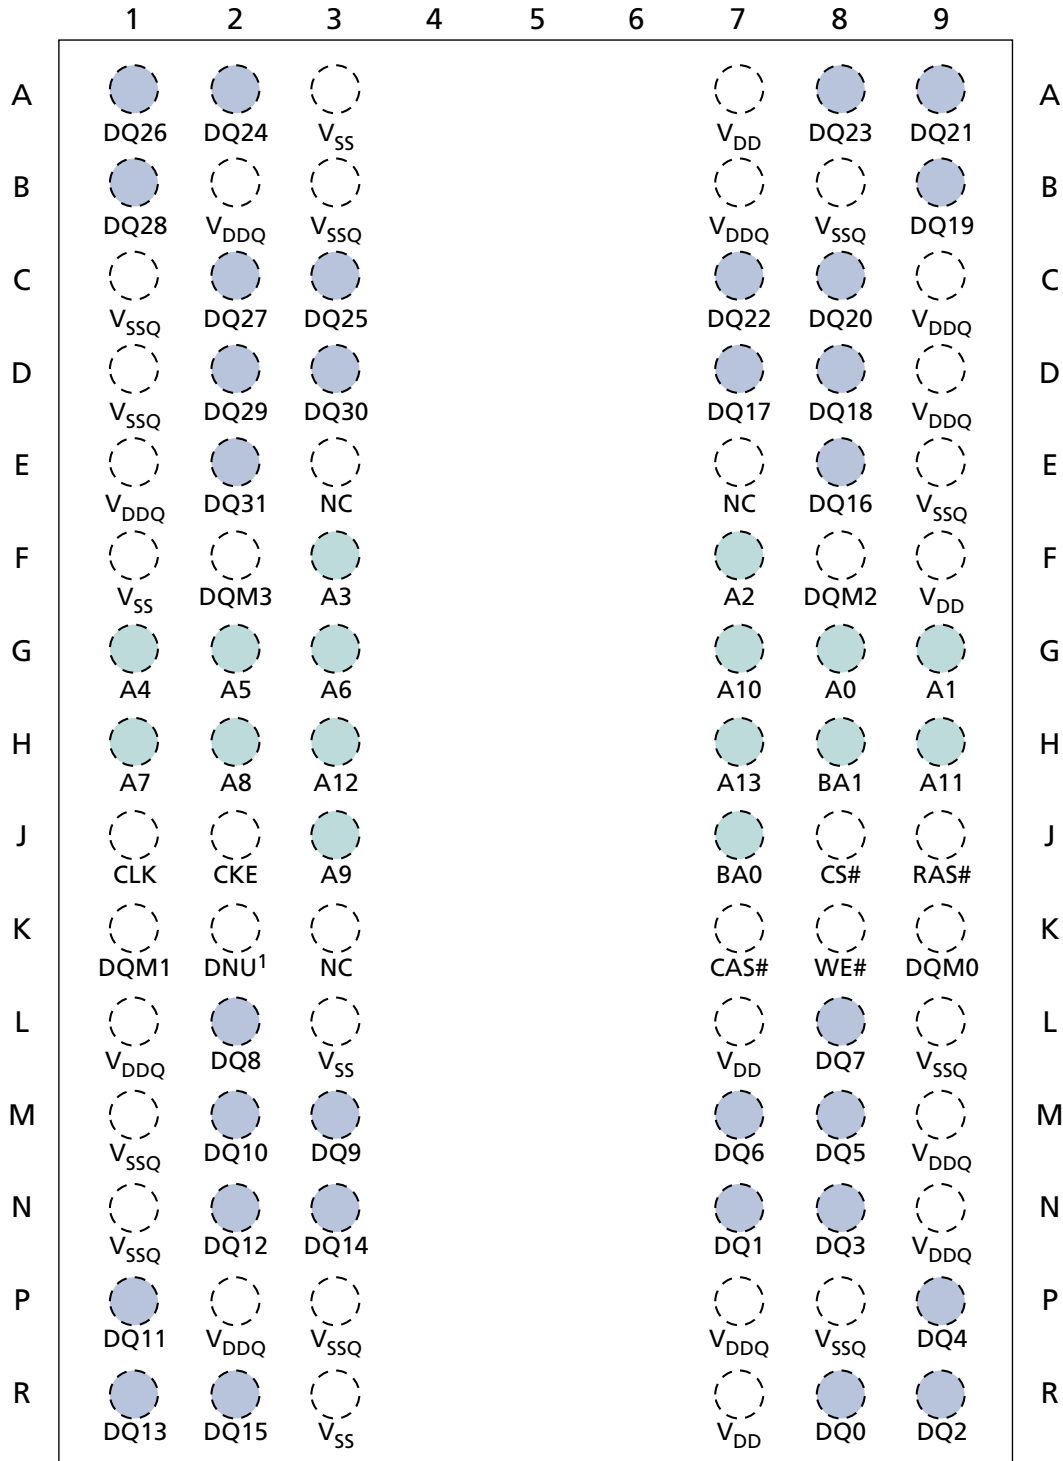 1 2 3 4 5 6 7 8 9
A A
DQ26 DQ24 VSS VDD DQ23 DQ21
B B
DQ28 VDDQ VSSQ VDDQ VSSQ DQ19
C C
VSSQ DQ27 DQ25 DQ22 DQ20 VDDQ
D D
VSSQ DQ29 DQ30 DQ17 DQ18 VDDQ
E E
VDDQ DQ31 NC NC DQ16 VSSQ
F F
VSS DQM3 A3 A2 DQM2 VDD
G G
A4 A5 A6 A10 A0 A1
H H
A7 A8 A12 A13 BA1 A11
J J
CLK CKE A9 BA0 CS# RAS#
K K
DQM1 DNU1 NC CAS# WE# DQM0
L L
VDDQ DQ8 VSS VDD DQ7 VSSQ
M M
VSSQ DQ10 DQ9 DQ6 DQ5 VDDQ
N N
VSSQ DQ12 DQ14 DQ1 DQ3 VDDQ
P P
DQ11 VDDQ VSSQ VDDQ VSSQ DQ4
R R
DQ13 DQ15 VSS VDD DQ0 DQ2